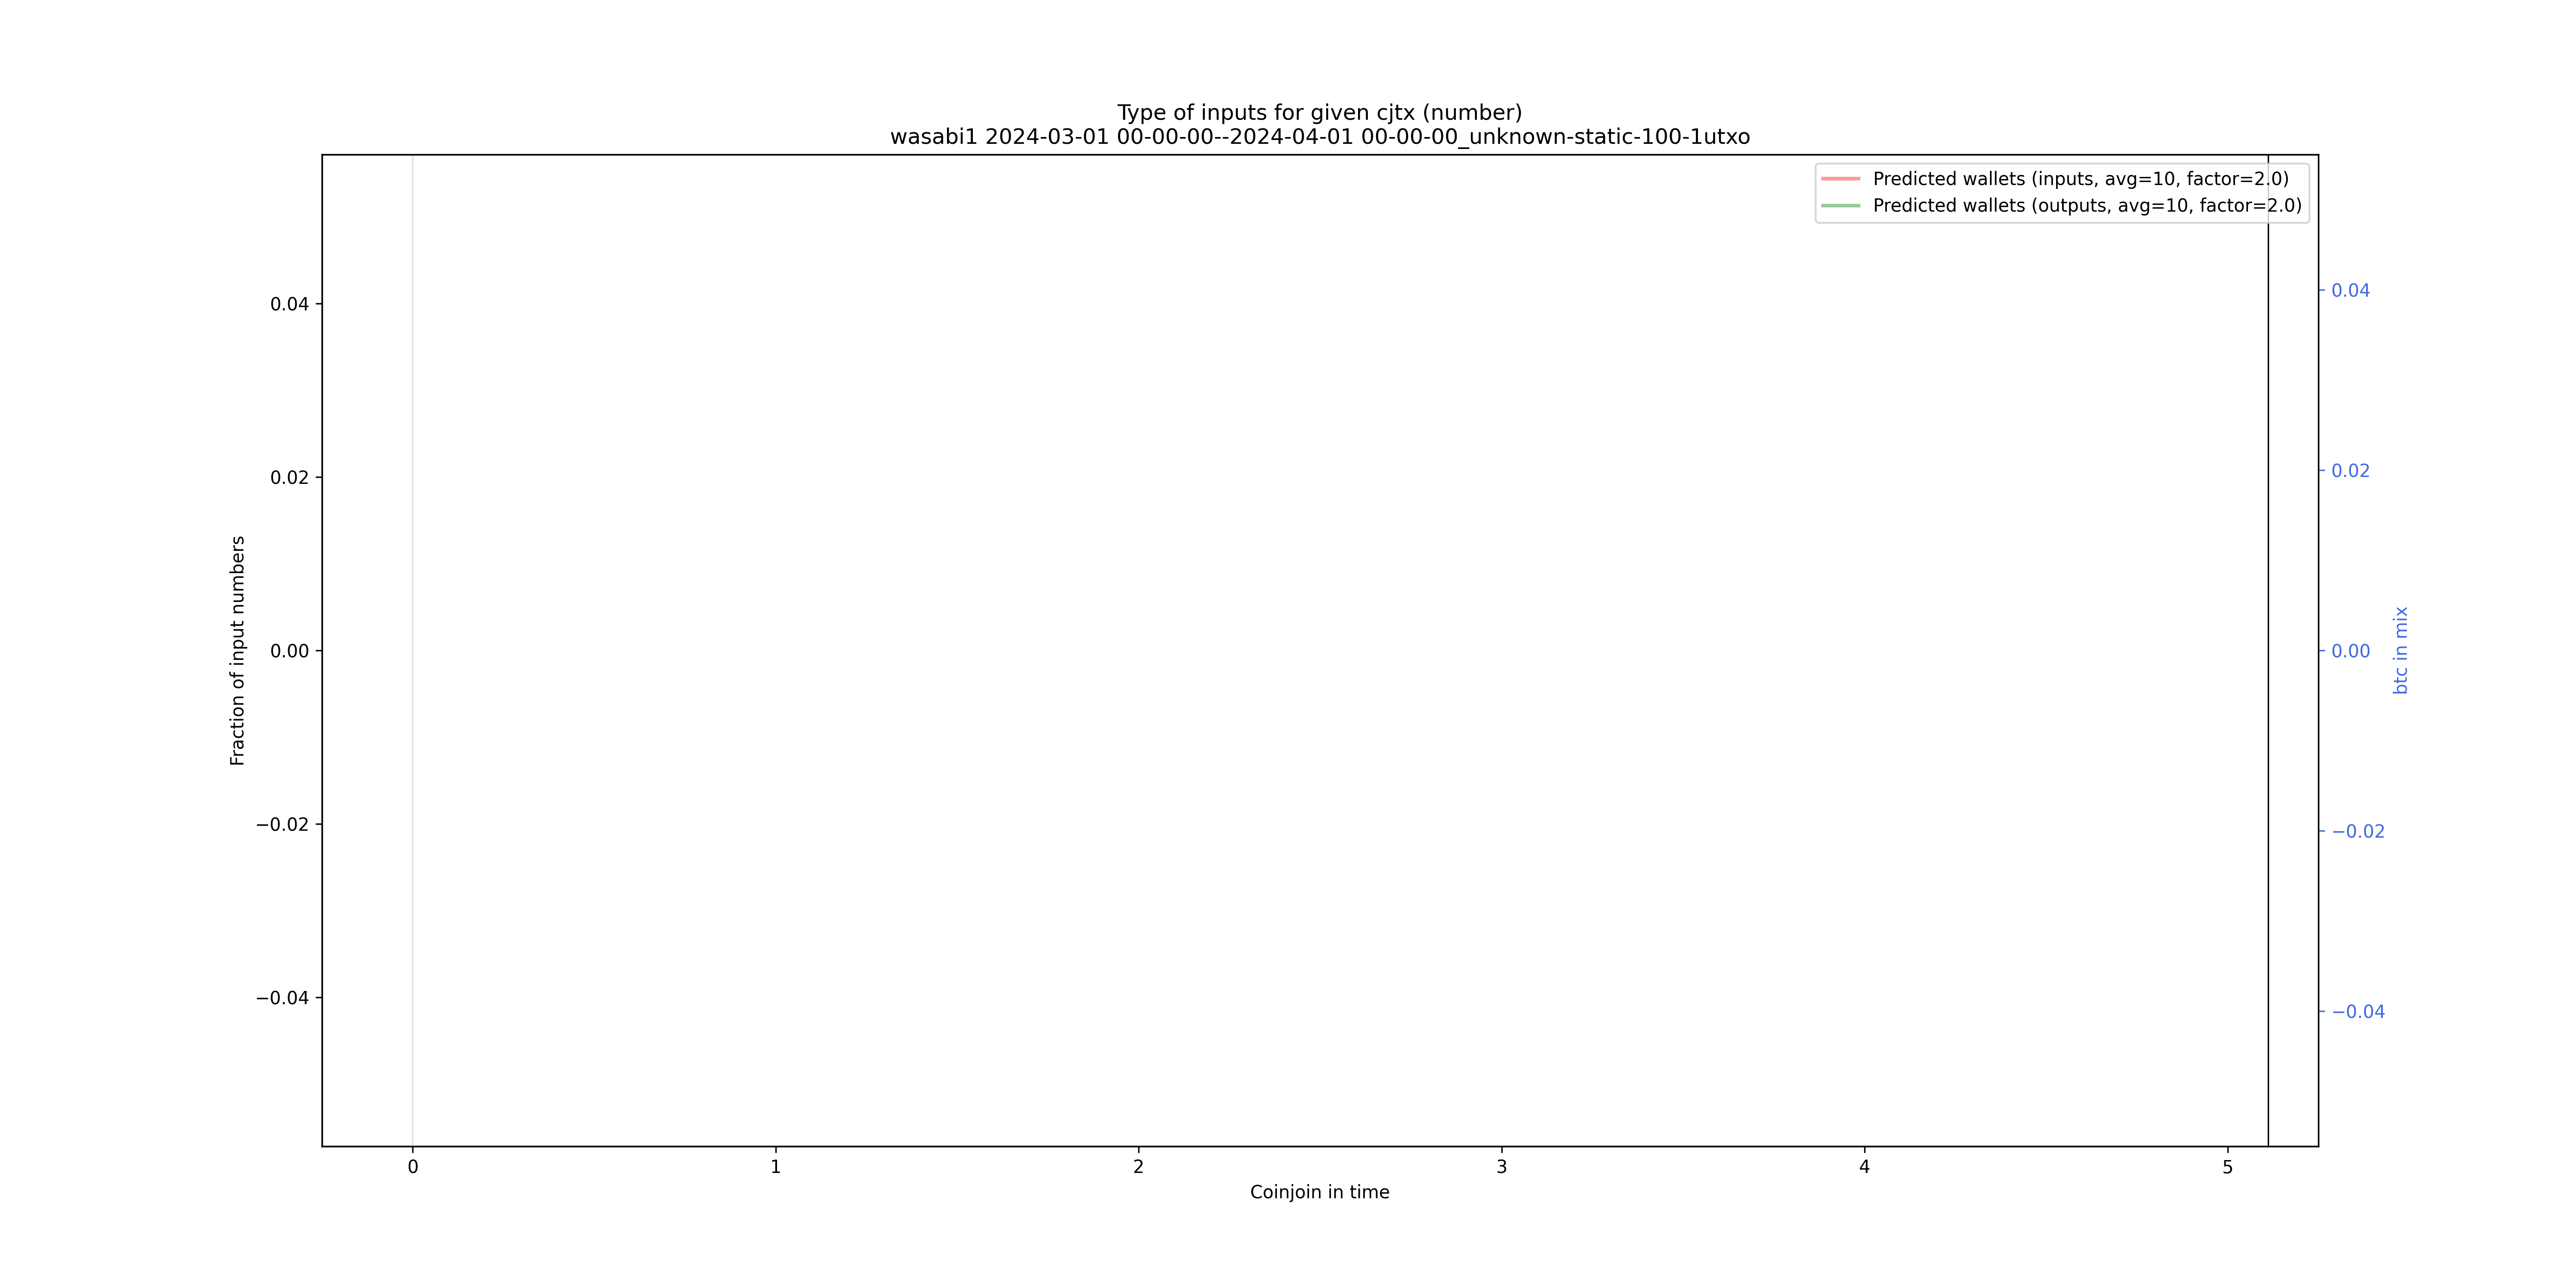 Type of inputs for given cjtx (number)
wasabi1 2024-03-01 00-00-00--2024-04-01 00-00-00_unknown-static-100-1utxo
Predicted wallets (inputs, avg=10, factor=2.0)
Predicted wallets (outputs, avg=10, factor=2.0)
0.04
0.02
0.00
−0.02
−0.04
Fraction of input numbers
0.04
0.02
0.00
−0.02
−0.04
btc in mix
0 1 2 3 4 5
Coinjoin in time